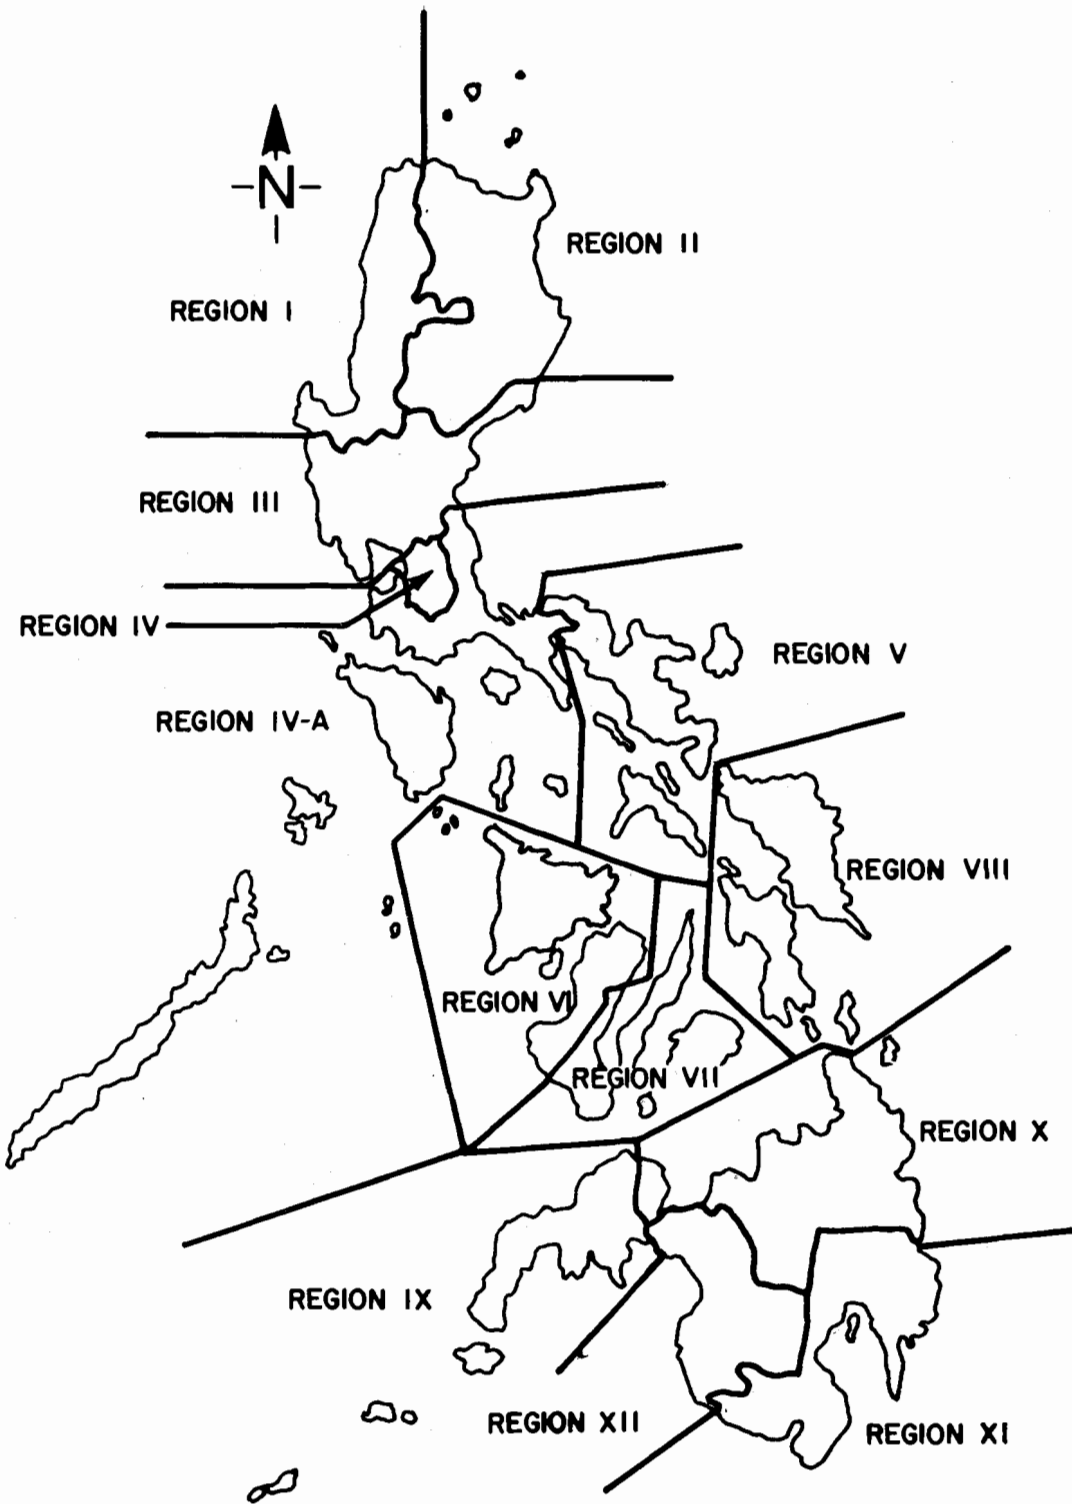 N
REGION II
REGION I
REGION III
REGION IV
REGION V
REGION IV-A
REGION VIII
REGION VI
REGION VII
REGION X
REGION IX
REGION XII
REGION XI